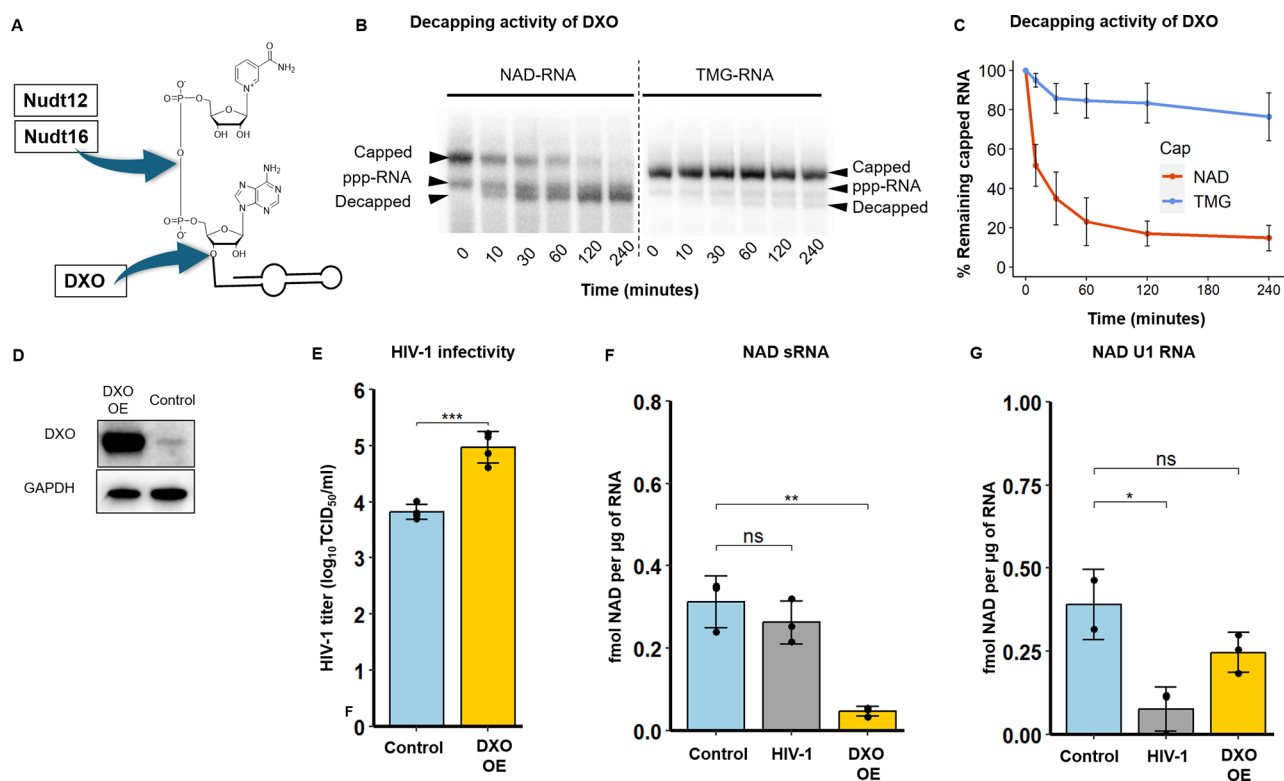 A
Nudt12
Nudt16
DXO
O
NH₂
N⁺
O⁻
O=P
O
O
OH OH
O
NH₂
N
N
N
N
O⁻
O=P
O
O
O OH
B
Decapping activity of DXO
NAD-RNA
TMG-RNA
Capped
ppp-RNA
Decapped
Capped
ppp-RNA
Decapped
0 10 30 60 120 240
0 10 30 60 120 240
Time (minutes)
C
Decapping activity of DXO
% Remaining capped RNA
100
80
60
40
20
0
Cap
NAD
TMG
0 60 120 180 240
Time (minutes)
D
DXO
OE
Control
DXO
GAPDH
E
HIV-1 infectivity
HIV-1 titer (log₁₀TCID₅₀/ml)
6
5
4
3
2
1
0
***
F
Control
DXO
OE
F
NAD sRNA
fmol NAD per µg of RNA
0.8
0.6
0.4
0.2
0.0
**
ns
Control
HIV-1
DXO
OE
G
NAD U1 RNA
fmol NAD per µg of RNA
1.00
0.75
0.50
0.25
0.00
ns
*
Control
HIV-1
DXO
OE